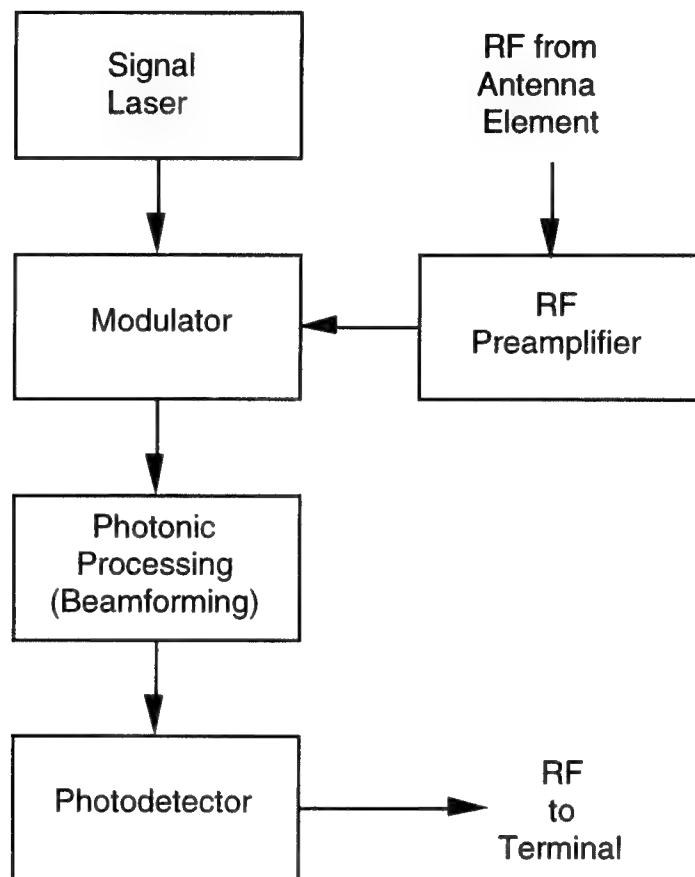 Signal
Laser
RF from
Antenna
Element
Modulator
RF
Preamplifier
Photonic
Processing
(Beamforming)
Photodetector
RF
to
Terminal